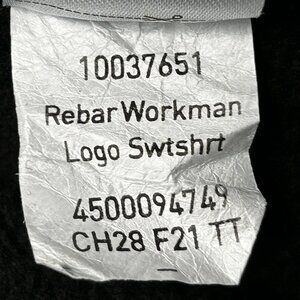 10037651
Rebar Workman
Logo Swtshrt
4500094749
CH28 F21 TT